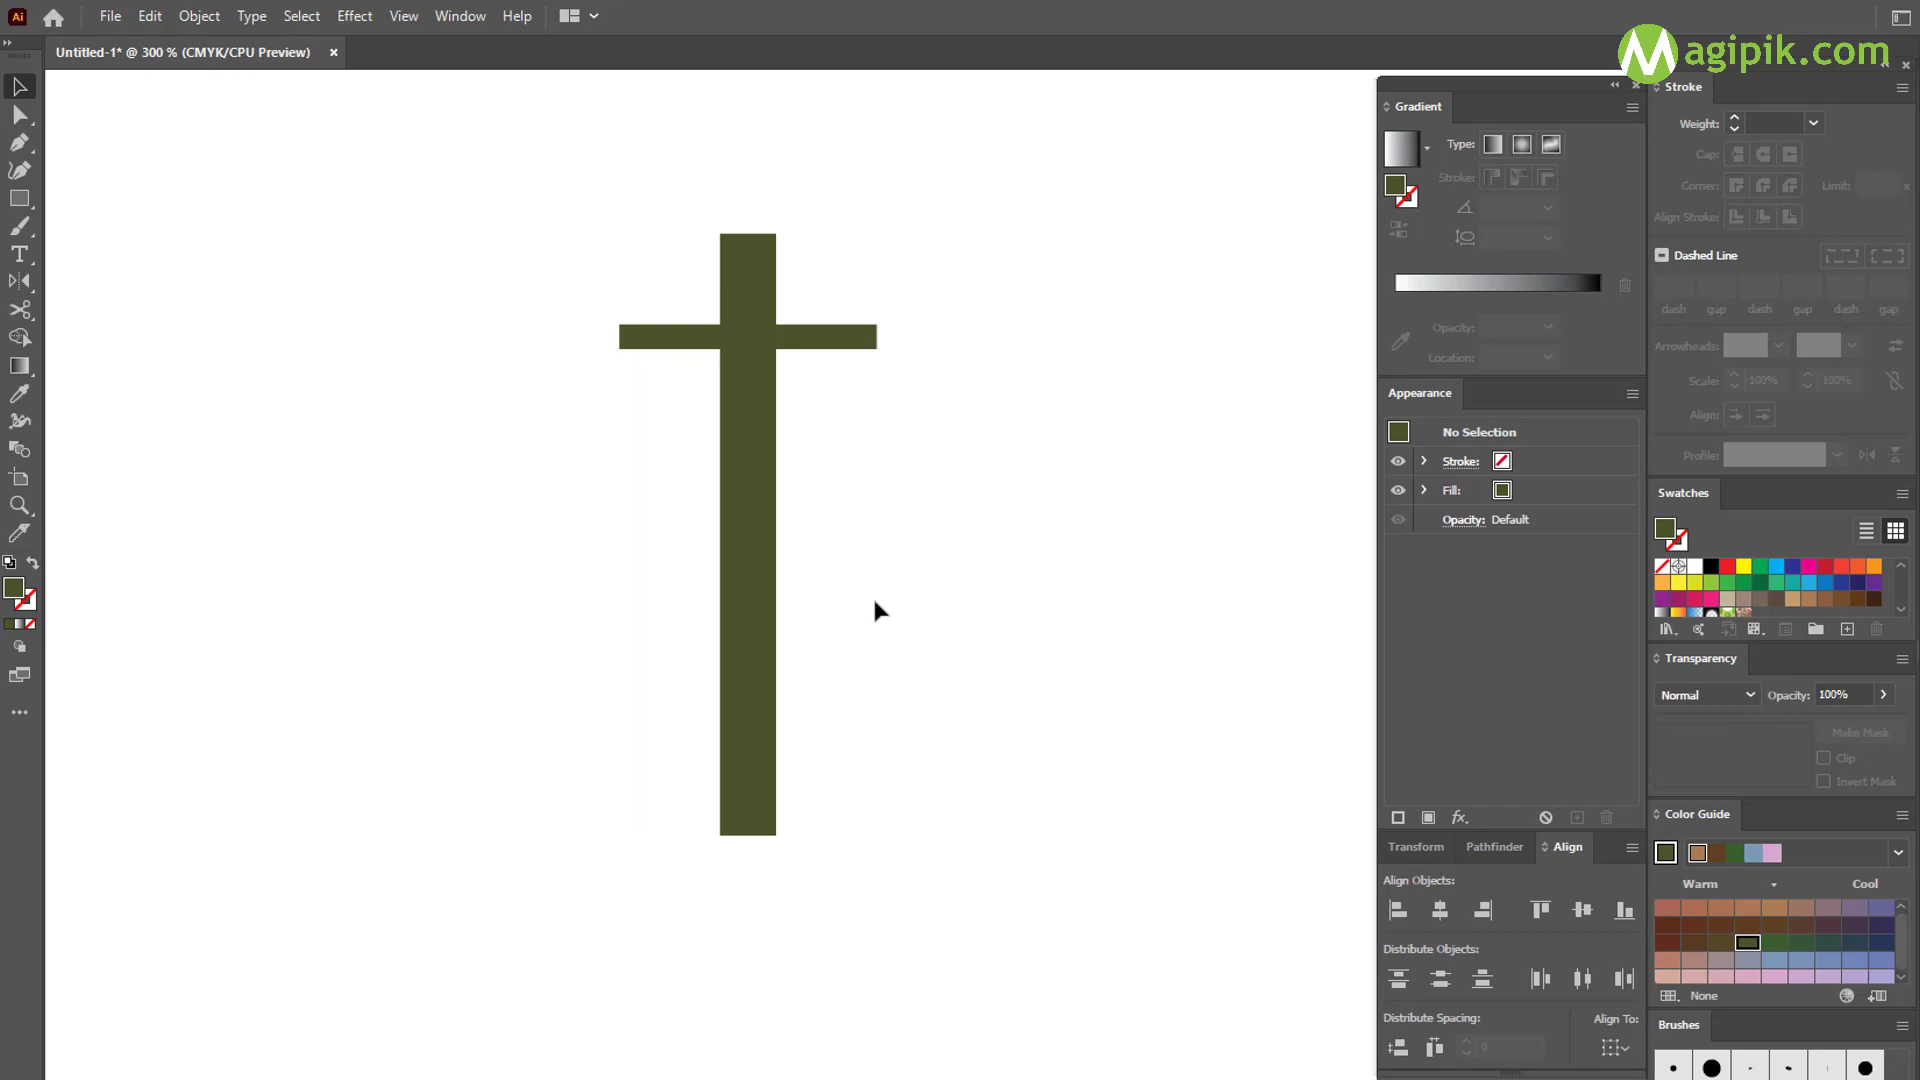 Ai File Edit Object Type Select Effect View Window Help
Magipik.com
Untitled-1* @ 300 % (CMYK/CPU Preview) ×
Gradient
Type:
Stroke:
Opacity:
Location:
Appearance
No Selection
Stroke:
Fill:
Opacity: Default
fx.
Transform Pathfinder Align
Align Objects:
Distribute Objects:
Distribute Spacing: Align To:
0
Stroke
Weight:
Cap:
Corner: Limit: x
Align Stroke:
Dashed Line
dash gap dash gap dash gap
Arrowheads:
Scale: 100% 100%
Align:
Profile:
Swatches
Transparency
Normal Opacity: 100%
Make Mask
Clip
Invert Mask
Color Guide
Warm Cool
None
Brushes